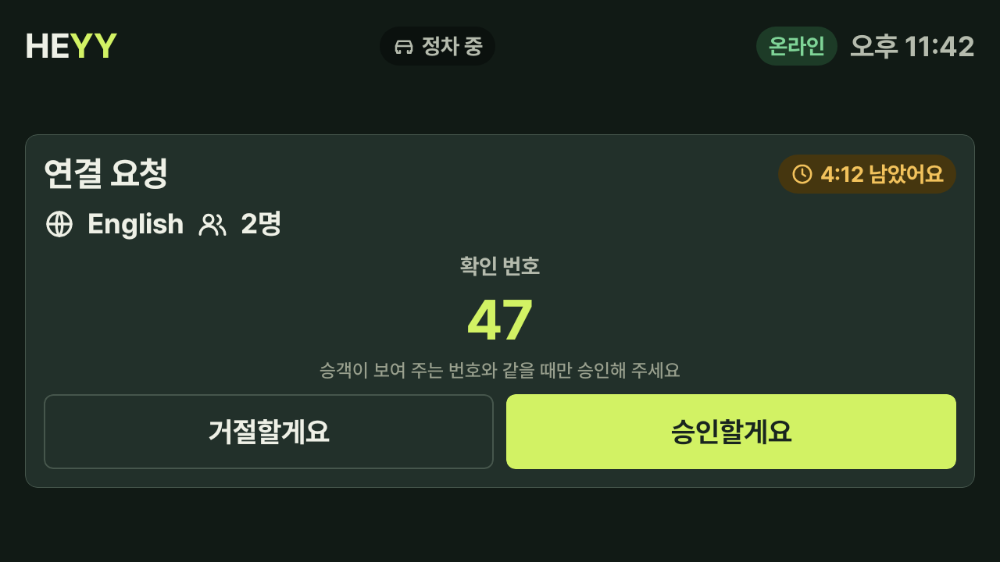 HEYY
정차 중
온라인
오후 11:42
연결 요청
4:12 남았어요
English
2명
확인 번호
47
승객이 보여 주는 번호와 같을 때만 승인해 주세요
거절할게요
승인할게요